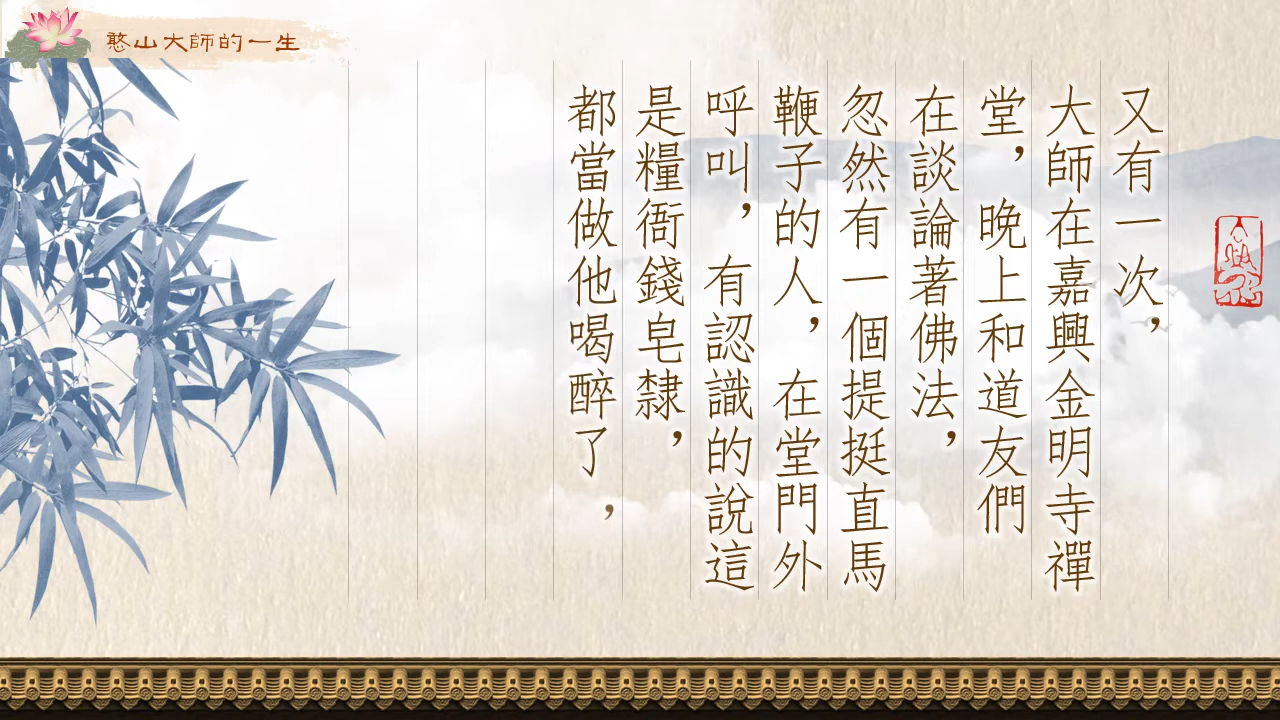 憨山大師的一生
又有一次，
大師在嘉興金明寺禪
堂，晚上和道友們
在談論著佛法，
忽然有一個提挺直馬
鞭子的人，在堂門外
呼叫，有認識的說這
是糧衙錢皂隸，
都當做他喝醉了，